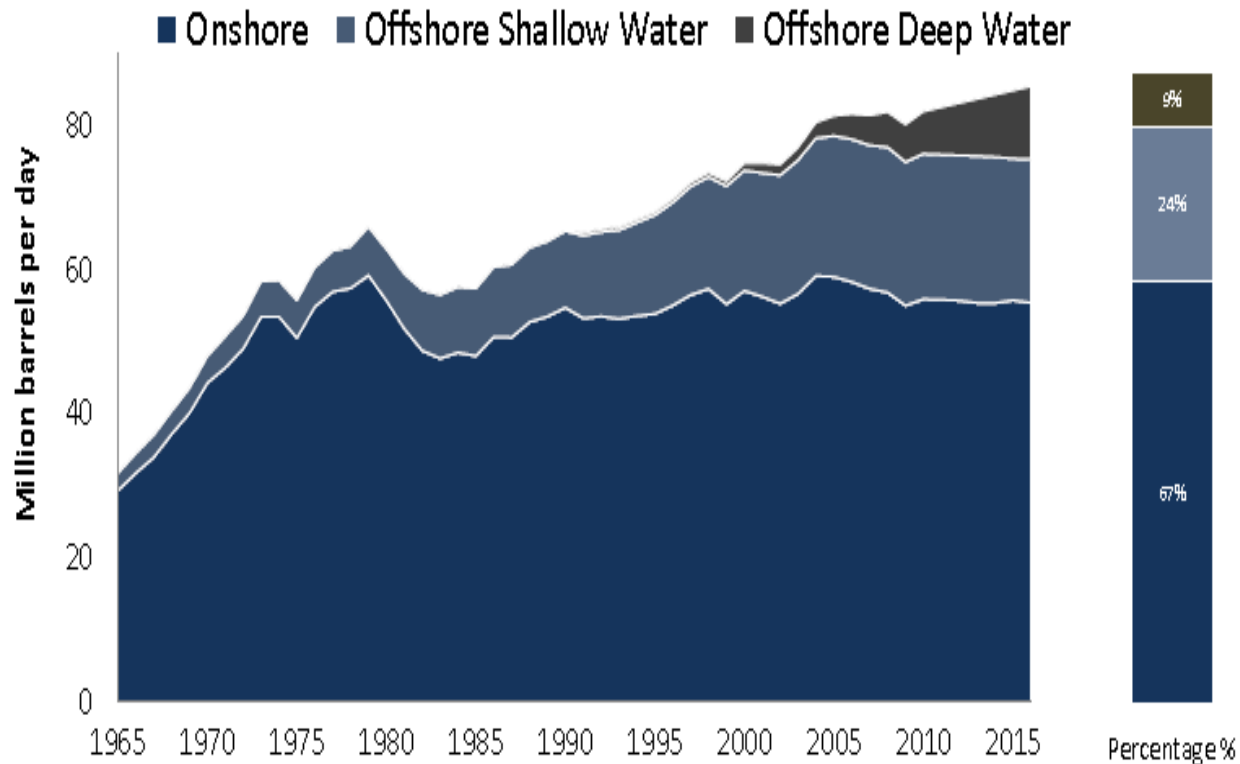 Onshore Offshore Shallow Water Offshore Deep Water
Million barrels per day
80
60
40
20
0
1965 1970 1975 1980 1985 1990 1995 2000 2005 2010 2015
9%
24%
67%
Percentage %